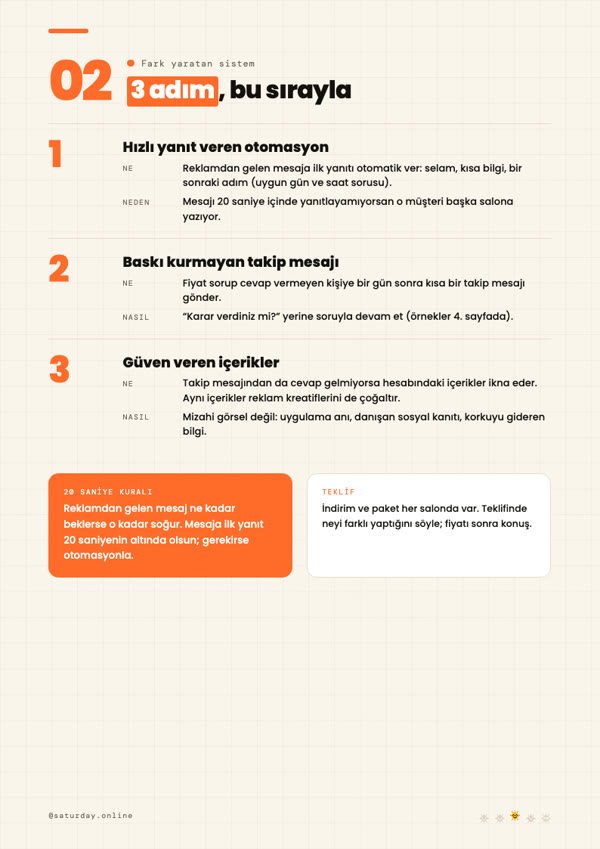 02
Fark yaratan sistem
3 adım, bu sırayla
1
Hızlı yanıt veren otomasyon
NE
Reklamdan gelen mesaja ilk yanıtı otomatik ver: selam, kısa bilgi, bir
sonraki adım (uygun gün ve saat sorusu).
NEDEN
Mesajı 20 saniye içinde yanıtlayamıyorsan o müşteri başka salona
yazıyor.
2
Baskı kurmayan takip mesajı
NE
Fiyat sorup cevap vermeyen kişiye bir gün sonra kısa bir takip mesajı
gönder.
NASIL
“Karar verdiniz mi?” yerine soruyla devam et (örnekler 4. sayfada).
3
Güven veren içerikler
NE
Takip mesajından da cevap gelmiyorsa hesabındaki içerikler ikna eder.
Aynı içerikler reklam kreatiflerini de çoğaltır.
NASIL
Mizahi görsel değil: uygulama anı, danışan sosyal kanıtı, korkuyu gideren
bilgi.
20 SANİYE KURALI
Reklamdan gelen mesaj ne kadar
beklerse o kadar soğur. Mesaja ilk yanıt
20 saniyenin altında olsun; gerekirse
otomasyonla.
TEKLİF
İndirim ve paket her salonda var. Teklifinde
neyi farklı yaptığını söyle; fiyatı sonra konuş.
@saturday.online